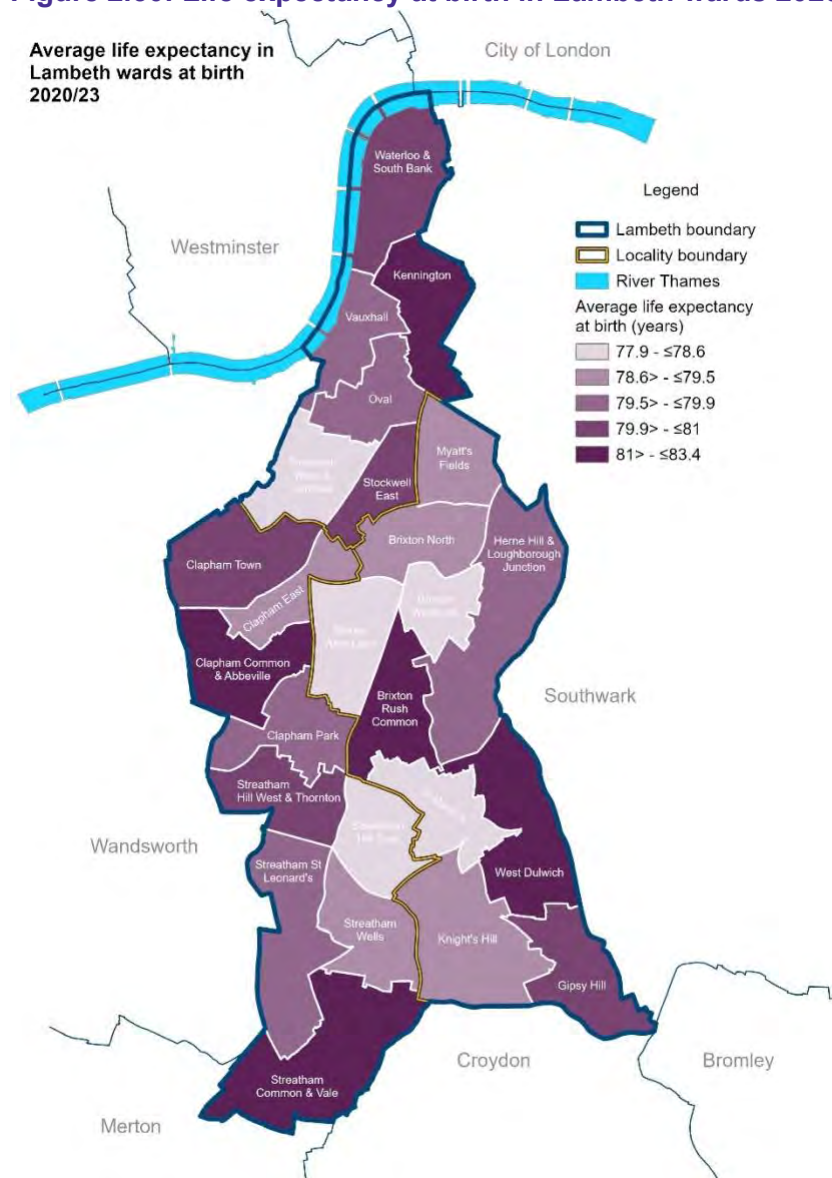 Average life expectancy in
Lambeth wards at birth
2020/23
City of London
Waterloo &
South Bank
Legend
Westminster
Lambeth boundary
Kennington
Locality boundary
River Thames
Vauxhall
Average life expectancy
at birth (years)
77.9 - ≤78.6
78.6> - ≤79.5
79.5> - ≤79.9
79.9> - ≤81
81> - ≤83.4
Oval
Myatt's
Fields
Stockwell
East
Brixton North
Herne Hill &
Loughborough
Junction
Clapham Town
Clapham East
Clapham Common
& Abbeville
Brixton
Rush
Common
Southwark
Clapham Park
Streatham
Hill West & Thornton
Wandsworth
West Dulwich
Streatham St
Leonard's
Streatham
Wells
Knight's Hill
Gipsy Hill
Croydon
Bromley
Streatham
Common & Vale
Merton